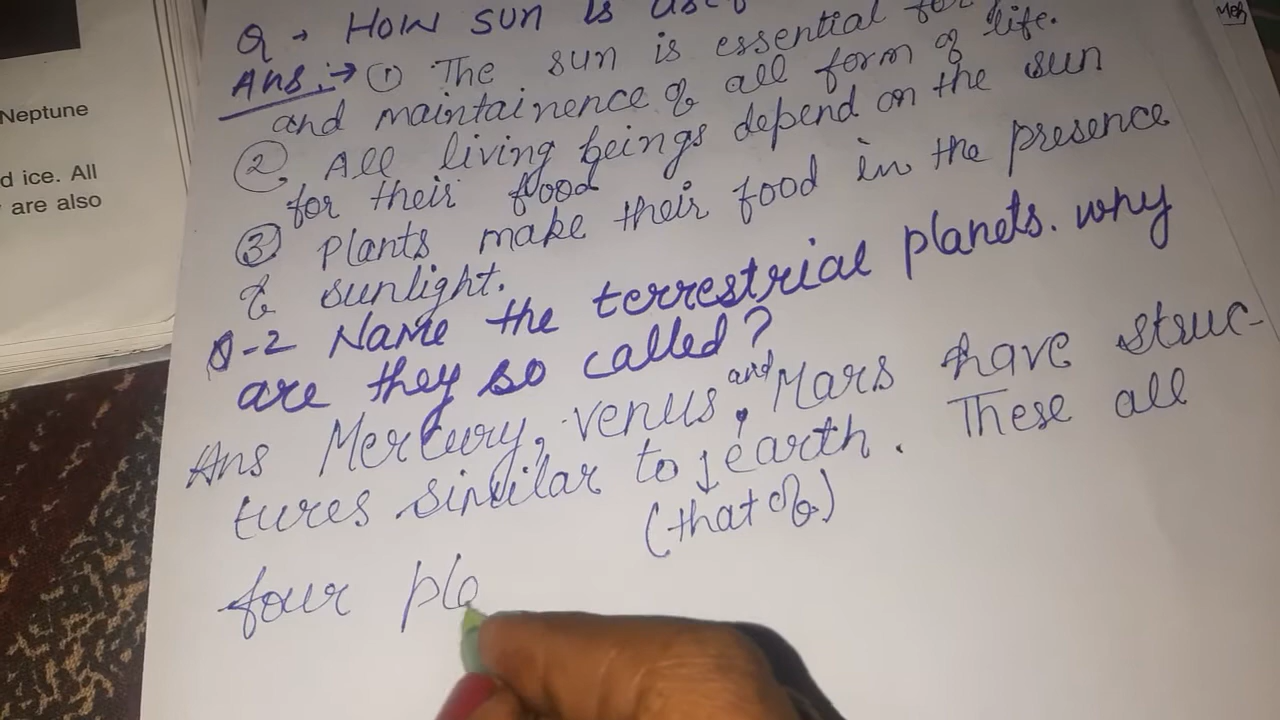 Neptune
d ice. All
are also
Q → HOW SUN IS
Ans :→ ① The sun is essential for
and maintainence of all form of life.
② All living beings depend on the sun
for their food
③ Plants make their food in the presence
of sunlight.
Q-2 Name the terrestrial planets. why
are they so called?
Ans Mercury, venus, and Mars have struc-
tures similar to ↓ earth. These all
(that of)
four pla